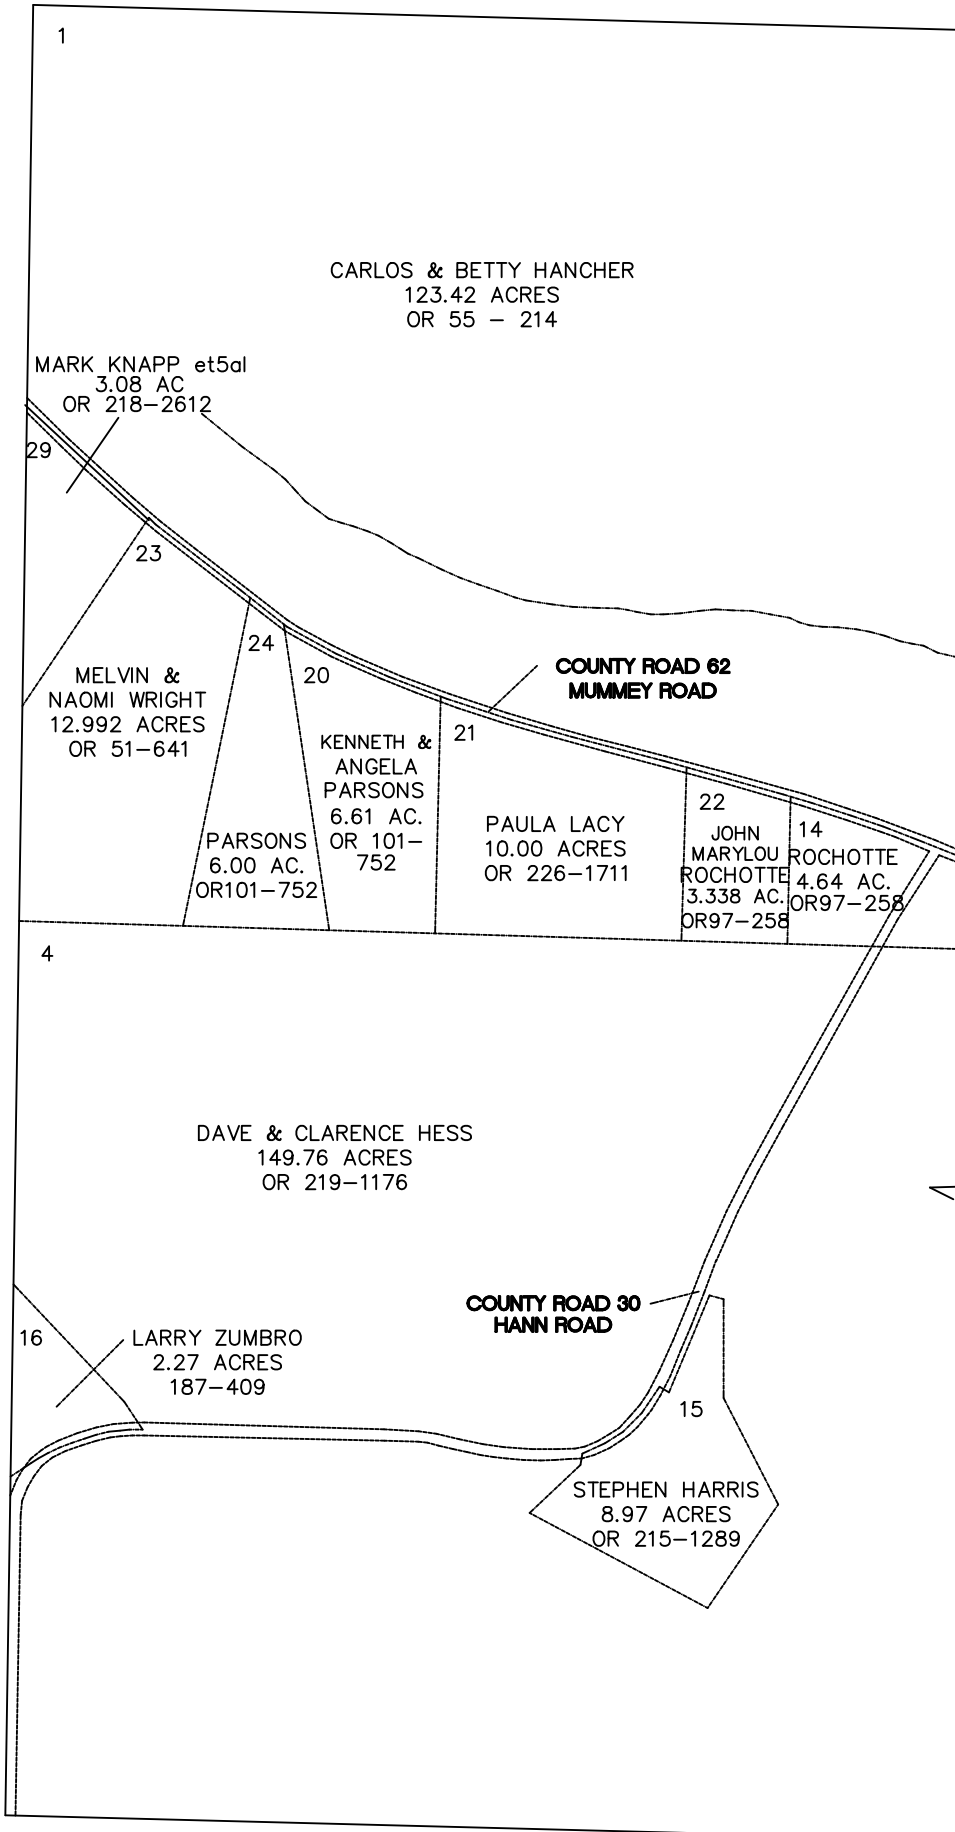 1
CARLOS & BETTY HANCHER
123.42 ACRES
OR 55 - 214
MARK KNAPP et5al
3.08 AC
OR 218-2612
29
23
24
20
MELVIN &
NAOMI WRIGHT
12.992 ACRES
OR 51-641
COUNTY ROAD 62
MUMMEY ROAD
21
KENNETH &
ANGELA
PARSONS
6.61 AC.
OR 101-
752
PARSONS
6.00 AC.
OR101-752
PAULA LACY
10.00 ACRES
OR 226-1711
22
JOHN
MARYLOU
ROCHOTTE
3.338 AC.
OR97-258
14
ROCHOTTE
4.64 AC.
OR97-258
4
DAVE & CLARENCE HESS
149.76 ACRES
OR 219-1176
COUNTY ROAD 30
HANN ROAD
16
LARRY ZUMBRO
2.27 ACRES
187-409
15
STEPHEN HARRIS
8.97 ACRES
OR 215-1289